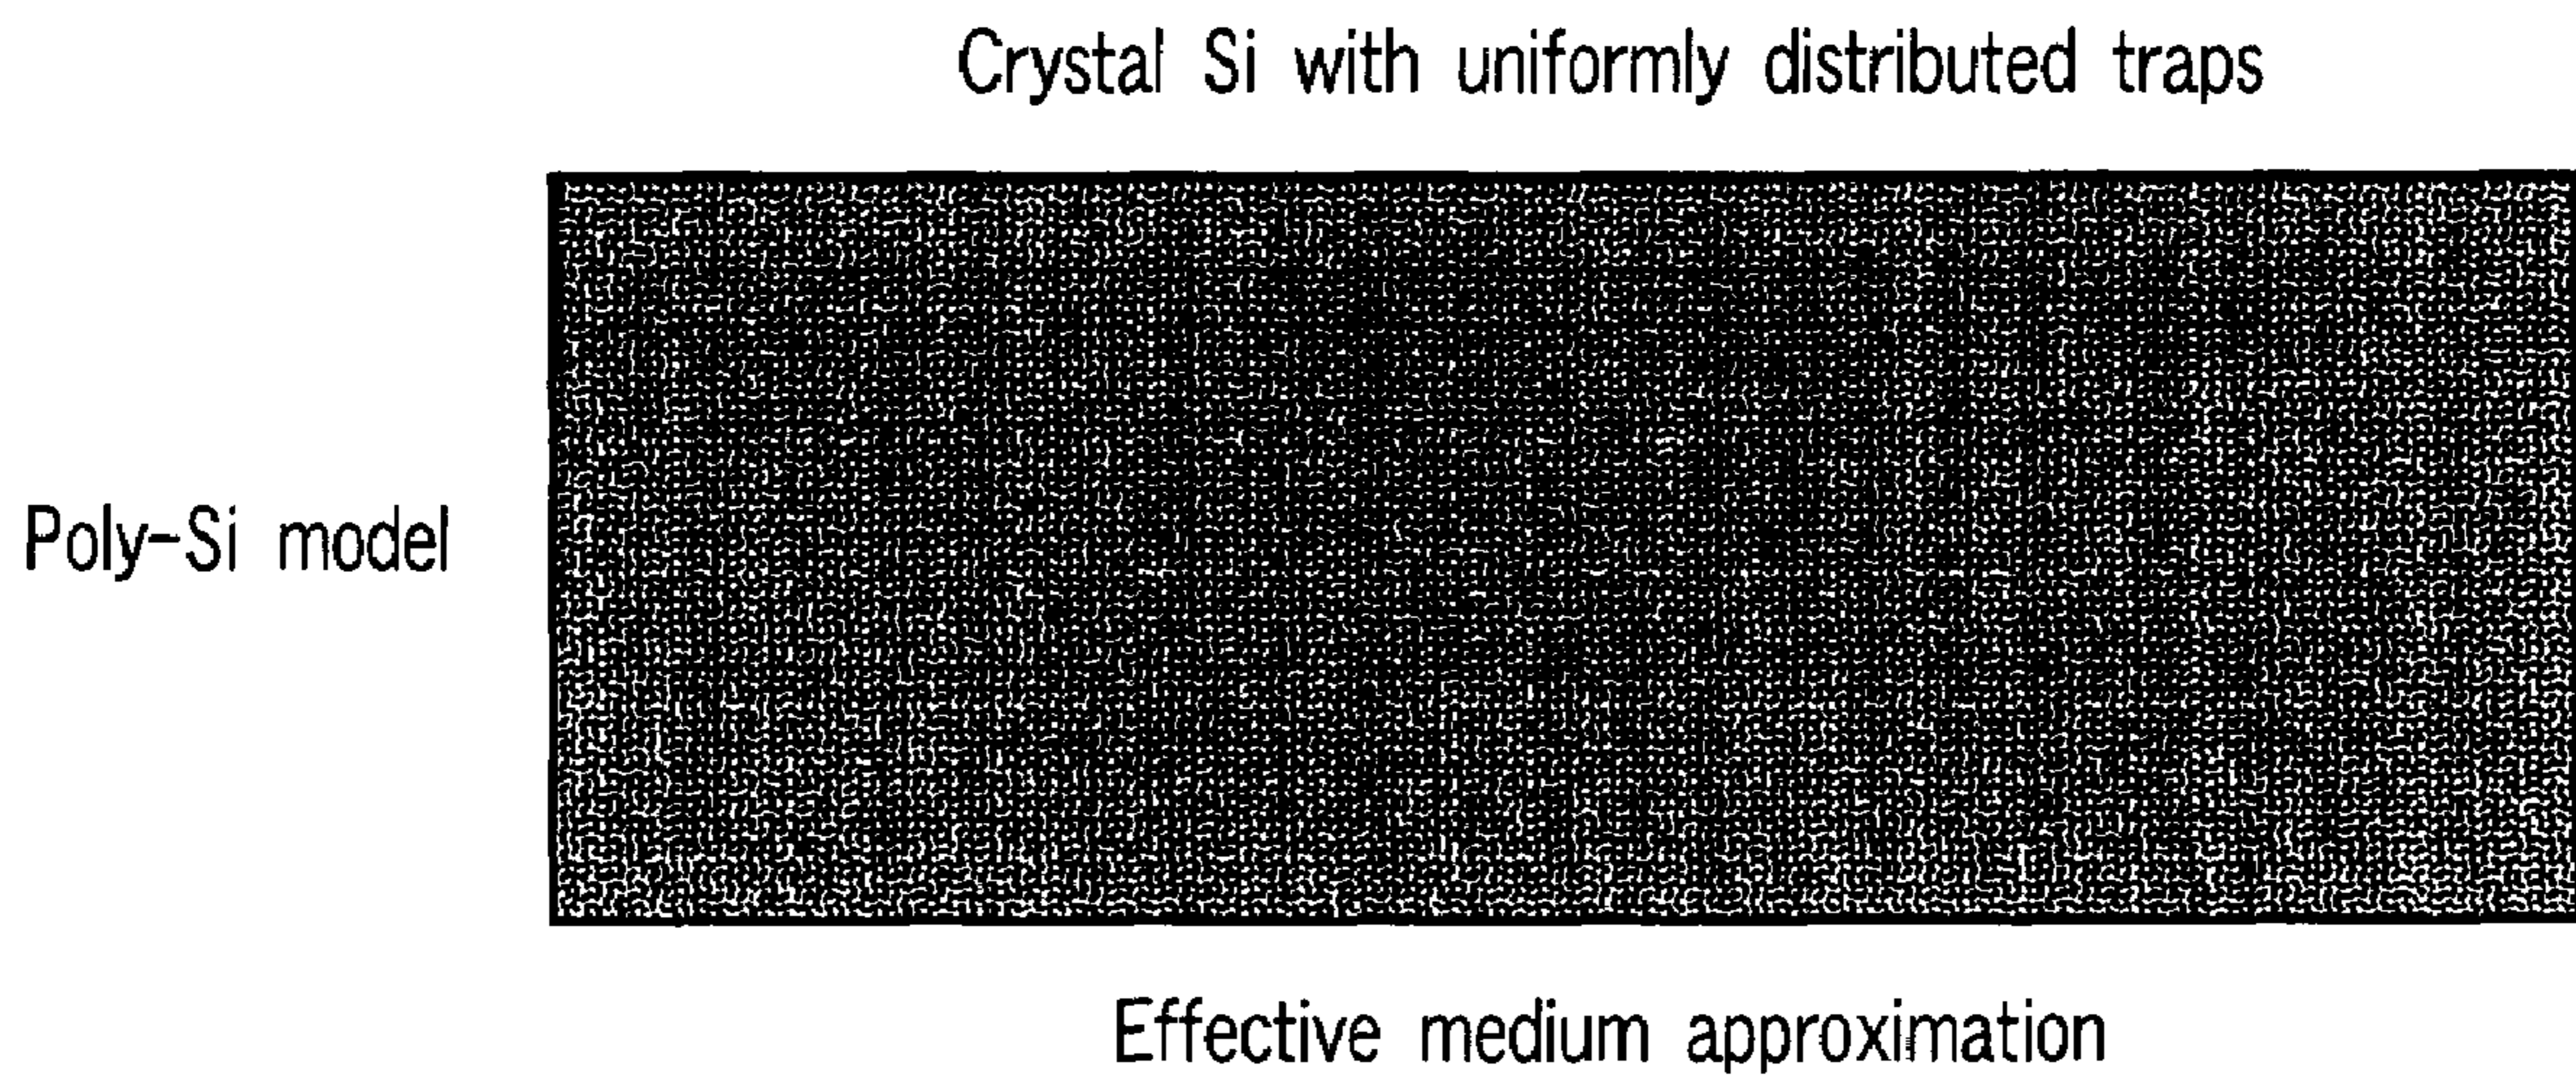 Crystal Si with uniformly distributed traps
Poly-Si model
Effective medium approximation